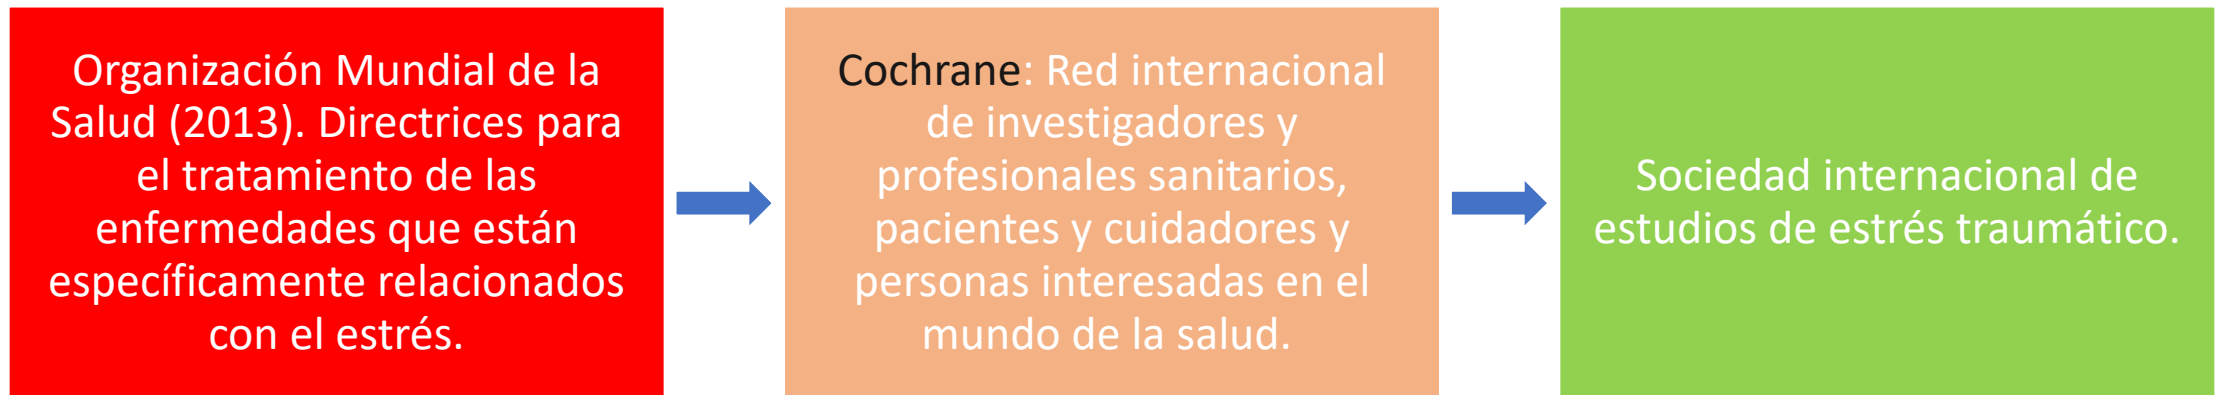 Organización Mundial de la
Salud (2013). Directrices para
el tratamiento de las
enfermedades que están
específicamente relacionados
con el estrés.
Cochrane: Red internacional
de investigadores y
profesionales sanitarios,
pacientes y cuidadores y
personas interesadas en el
mundo de la salud.
Sociedad internacional de
estudios de estrés traumático.